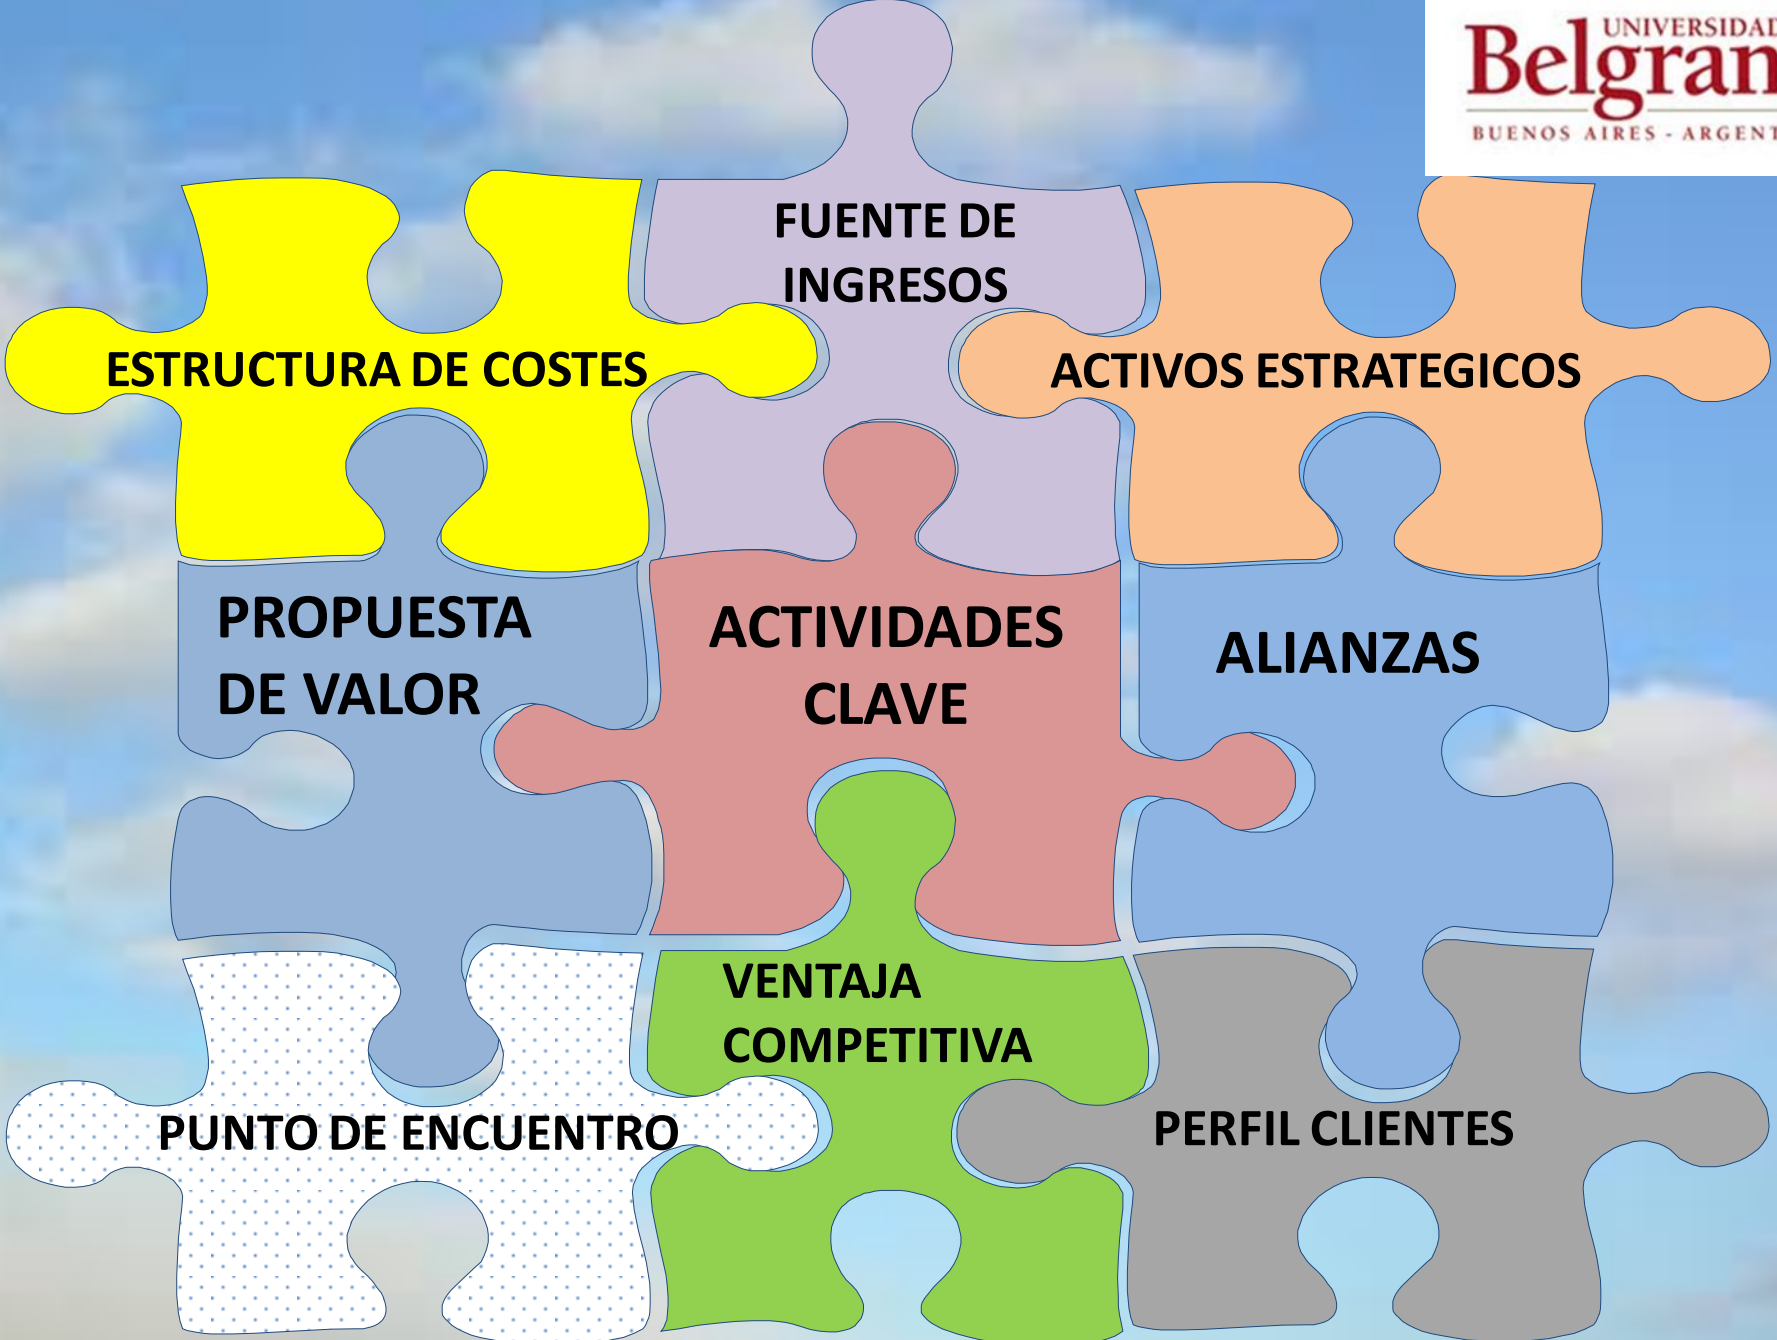 UNIVERSIDAD
Belgran
BUENOS AIRES - ARGENT
FUENTE DE
INGRESOS
ESTRUCTURA DE COSTES
ACTIVOS ESTRATEGICOS
PROPUESTA
DE VALOR
ACTIVIDADES
CLAVE
ALIANZAS
VENTAJA
COMPETITIVA
PUNTO DE ENCUENTRO
PERFIL CLIENTES